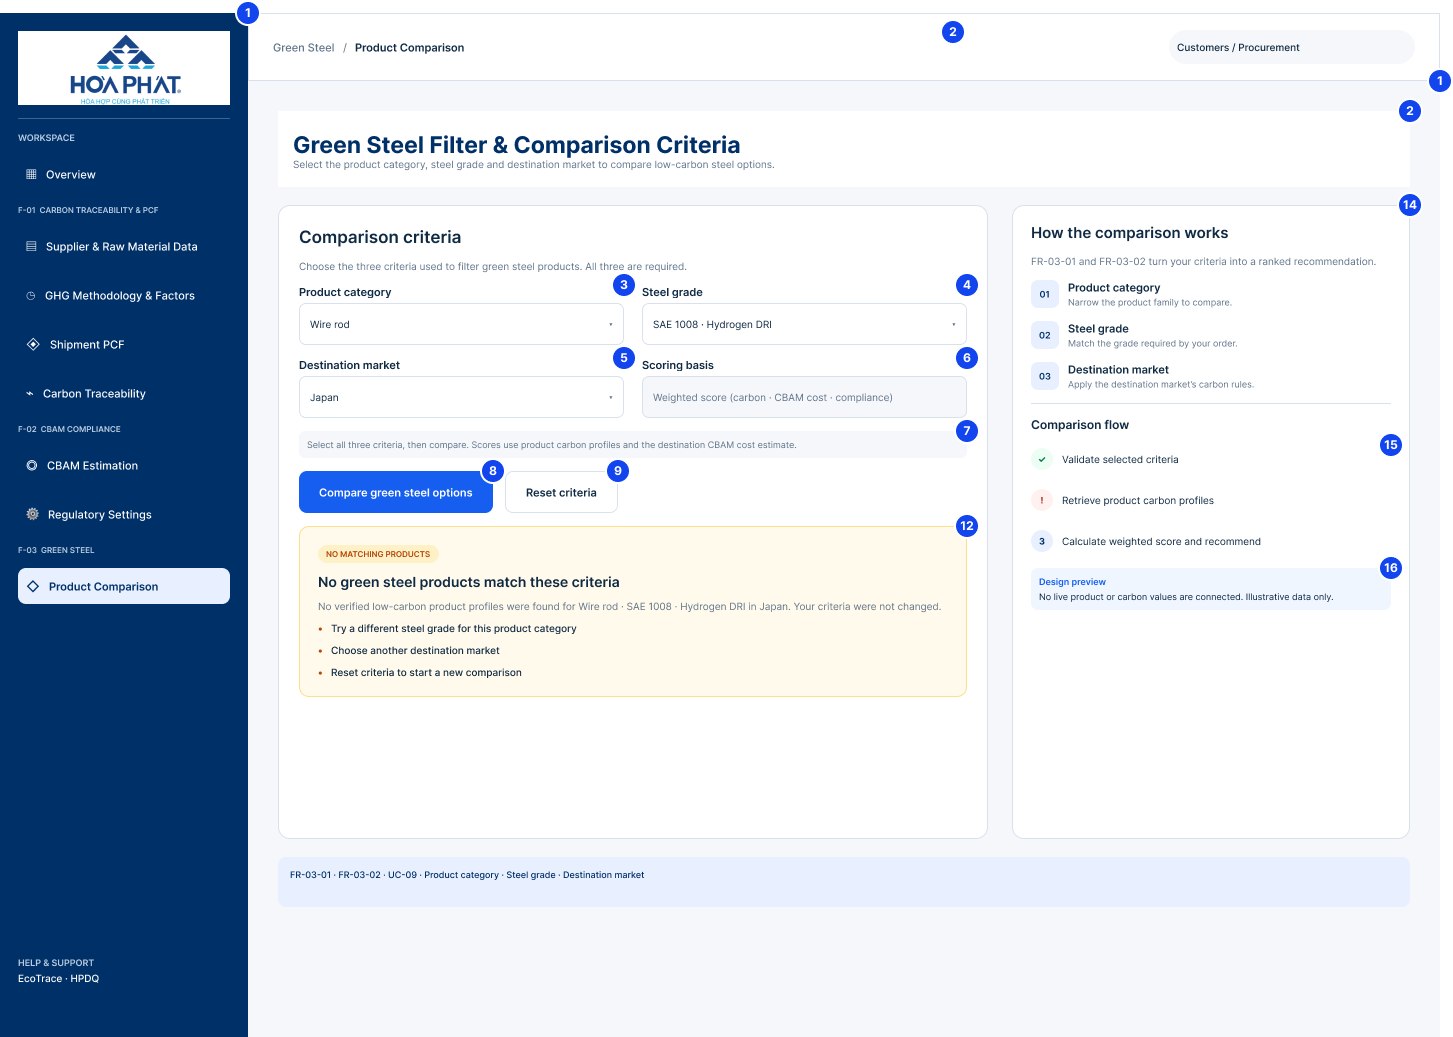 1
HÒA PHÁT
HÒA HỢP CÙNG PHÁT TRIỂN
WORKSPACE
Overview
F-01 CARBON TRACEABILITY & PCF
Supplier & Raw Material Data
GHG Methodology & Factors
Shipment PCF
Carbon Traceability
F-02 CBAM COMPLIANCE
CBAM Estimation
Regulatory Settings
F-03 GREEN STEEL
Product Comparison
HELP & SUPPORT
EcoTrace · HPDQ
Green Steel / Product Comparison
2
Customers / Procurement
1
2
Green Steel Filter & Comparison Criteria
Select the product category, steel grade and destination market to compare low-carbon steel options.
Comparison criteria
Choose the three criteria used to filter green steel products. All three are required.
Product category
3
Wire rod
Steel grade
4
SAE 1008 · Hydrogen DRI
Destination market
5
Japan
Scoring basis
6
Weighted score (carbon · CBAM cost · compliance)
7
Select all three criteria, then compare. Scores use product carbon profiles and the destination CBAM cost estimate.
8
Compare green steel options
9
Reset criteria
12
NO MATCHING PRODUCTS
No green steel products match these criteria
No verified low-carbon product profiles were found for Wire rod · SAE 1008 · Hydrogen DRI in Japan. Your criteria were not changed.
• Try a different steel grade for this product category
• Choose another destination market
• Reset criteria to start a new comparison
14
How the comparison works
FR-03-01 and FR-03-02 turn your criteria into a ranked recommendation.
01 Product category
Narrow the product family to compare.
02 Steel grade
Match the grade required by your order.
03 Destination market
Apply the destination market's carbon rules.
Comparison flow
15
✓ Validate selected criteria
! Retrieve product carbon profiles
3 Calculate weighted score and recommend
16
Design preview
No live product or carbon values are connected. Illustrative data only.
FR-03-01 · FR-03-02 · UC-09 · Product category · Steel grade · Destination market